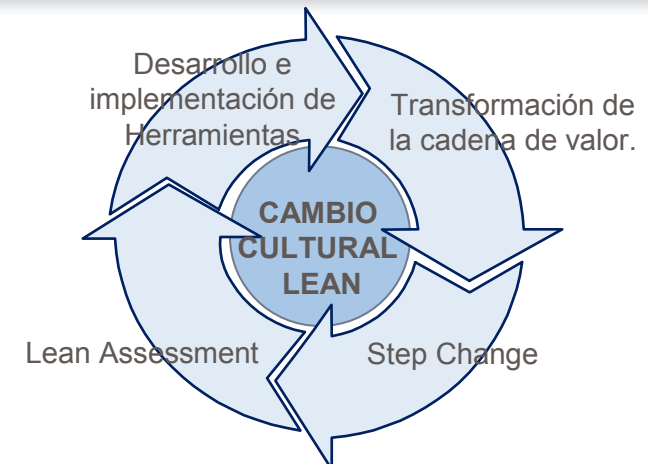 Desarrollo e
implementación de
Herramientas
Transformación de
la cadena de valor.
CAMBIO
CULTURAL
LEAN
Lean Assessment
Step Change